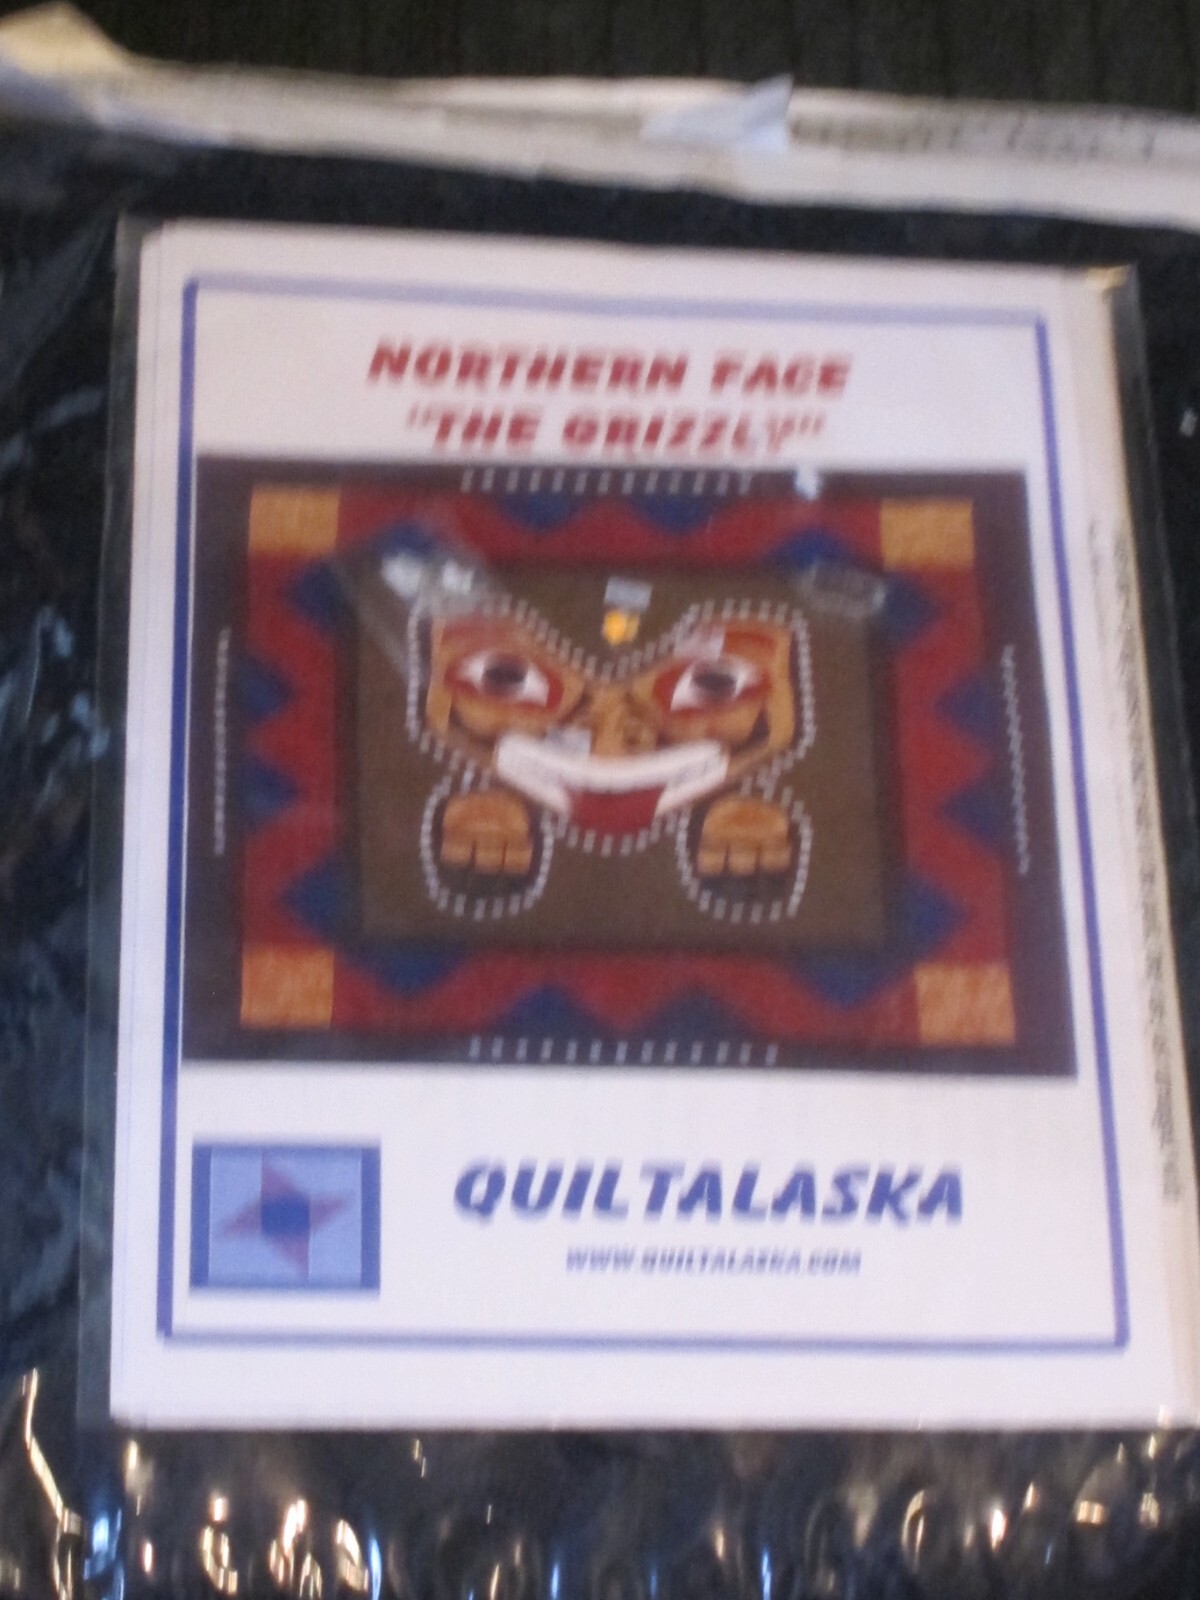 NORTHERN FACE
"THE GRIZZLY"
QUILTALASKA
WWW.QUILTALASKA.COM